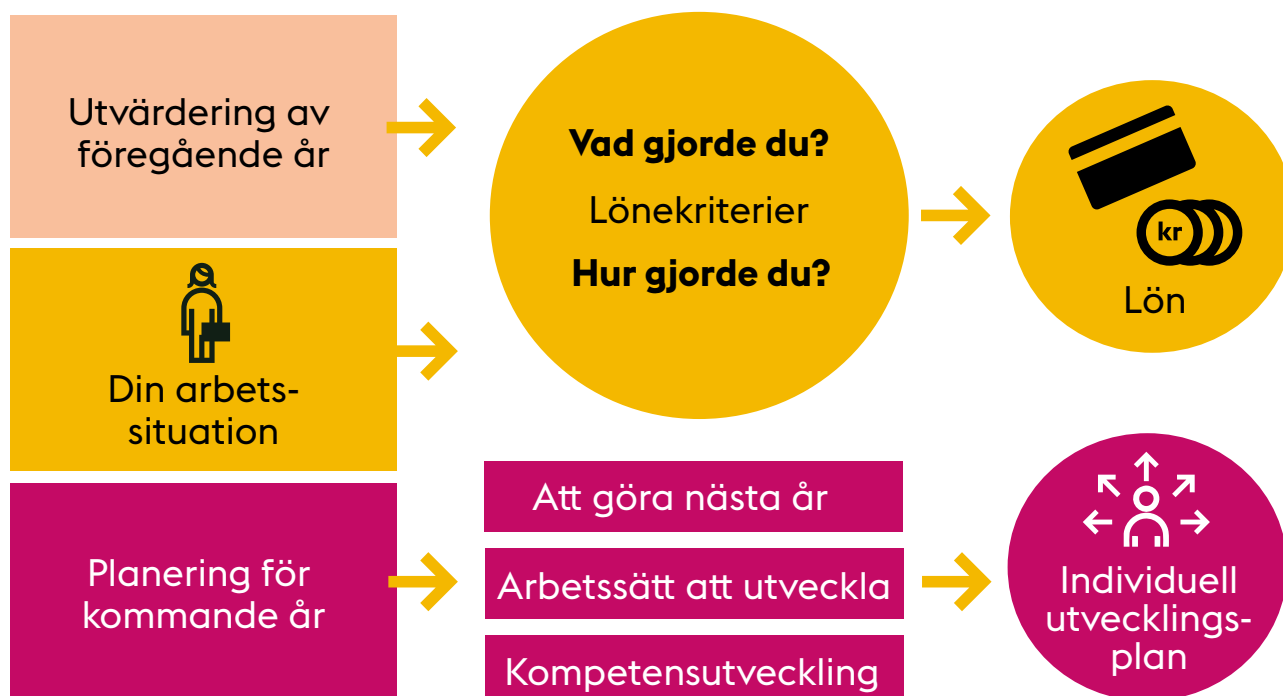 Utvärdering av
föregående år
Vad gjorde du?
Lönekriterier
Hur gjorde du?
kr
Lön
Din arbets-
situation
Planering för
kommande år
Att göra nästa år
Arbetssätt att utveckla
Kompetensutveckling
Individuell
utvecklings-
plan